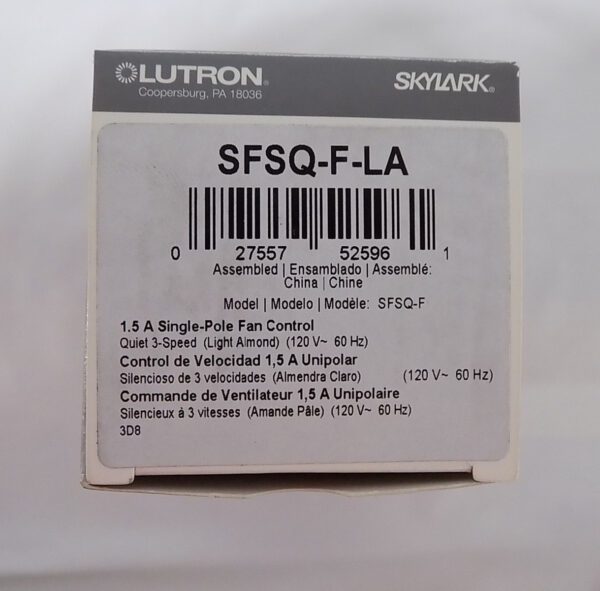 LUTRON®
Coopersburg, PA 18036
SKYLARK®
SFSQ-F-LA
0 27557 52596 1
Assembled | Ensamblado | Assemblé:
China | Chine
Model | Modelo | Modèle: SFSQ-F
1.5 A Single-Pole Fan Control
Quiet 3-Speed (Light Almond) (120 V~ 60 Hz)
Control de Velocidad 1,5 A Unipolar
Silencioso de 3 velocidades (Almendra Claro) (120 V~ 60 Hz)
Commande de Ventilateur 1,5 A Unipolaire
Silencieux à 3 vitesses (Amande Pâle) (120 V~ 60 Hz)
3D8